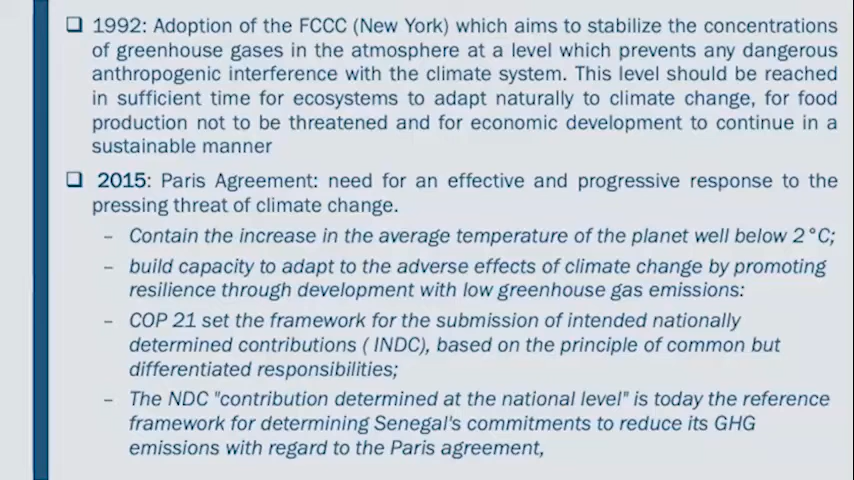 ❑ 1992: Adoption of the FCCC (New York) which aims to stabilize the concentrations
of greenhouse gases in the atmosphere at a level which prevents any dangerous
anthropogenic interference with the climate system. This level should be reached
in sufficient time for ecosystems to adapt naturally to climate change, for food
production not to be threatened and for economic development to continue in a
sustainable manner
❑ 2015: Paris Agreement: need for an effective and progressive response to the
pressing threat of climate change.
– Contain the increase in the average temperature of the planet well below 2°C;
– build capacity to adapt to the adverse effects of climate change by promoting
resilience through development with low greenhouse gas emissions:
– COP 21 set the framework for the submission of intended nationally
determined contributions ( INDC), based on the principle of common but
differentiated responsibilities;
– The NDC "contribution determined at the national level" is today the reference
framework for determining Senegal's commitments to reduce its GHG
emissions with regard to the Paris agreement,